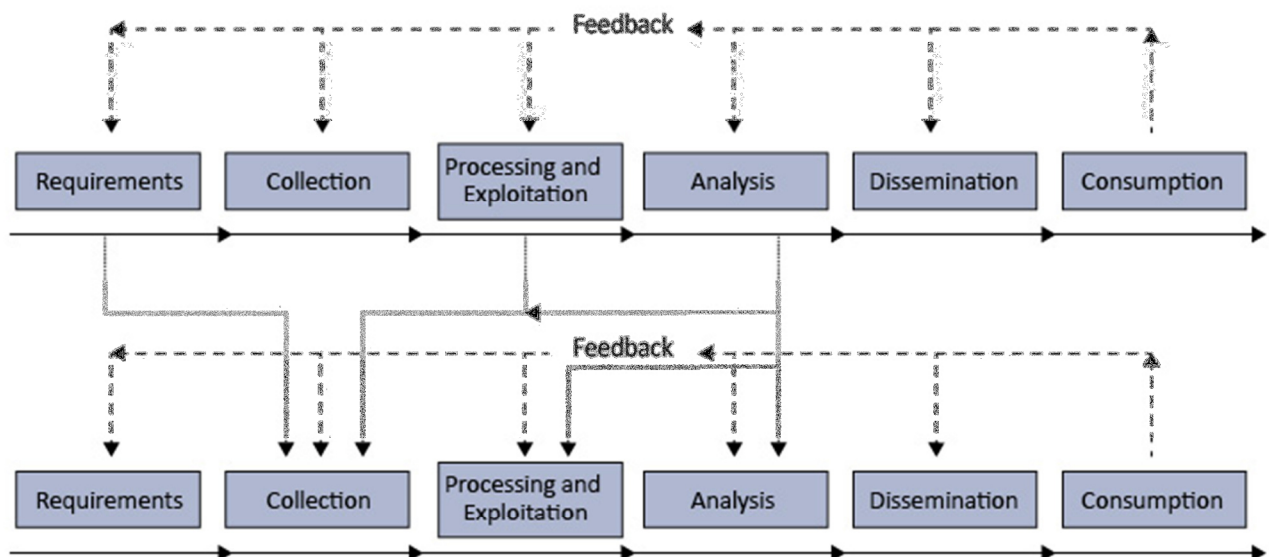 Feedback
Requirements
Collection
Processing and
Exploitation
Analysis
Dissemination
Consumption
Feedback
Requirements
Collection
Processing and
Exploitation
Analysis
Dissemination
Consumption